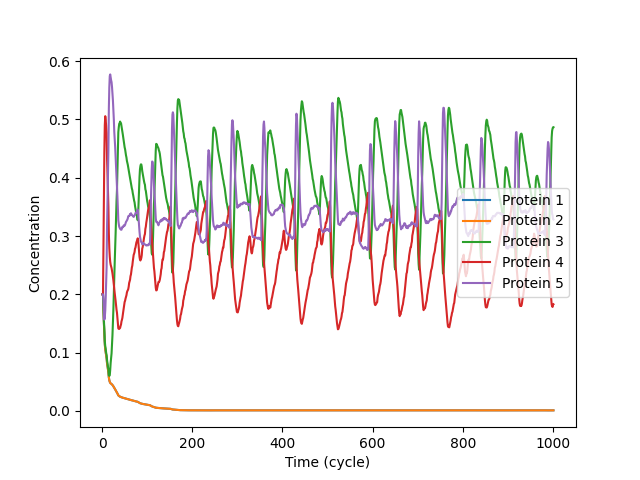 0.6
0.5
0.4
0.3
0.2
0.1
0.0
Concentration
0
200
400
600
800
1000
Time (cycle)
Protein 1
Protein 2
Protein 3
Protein 4
Protein 5